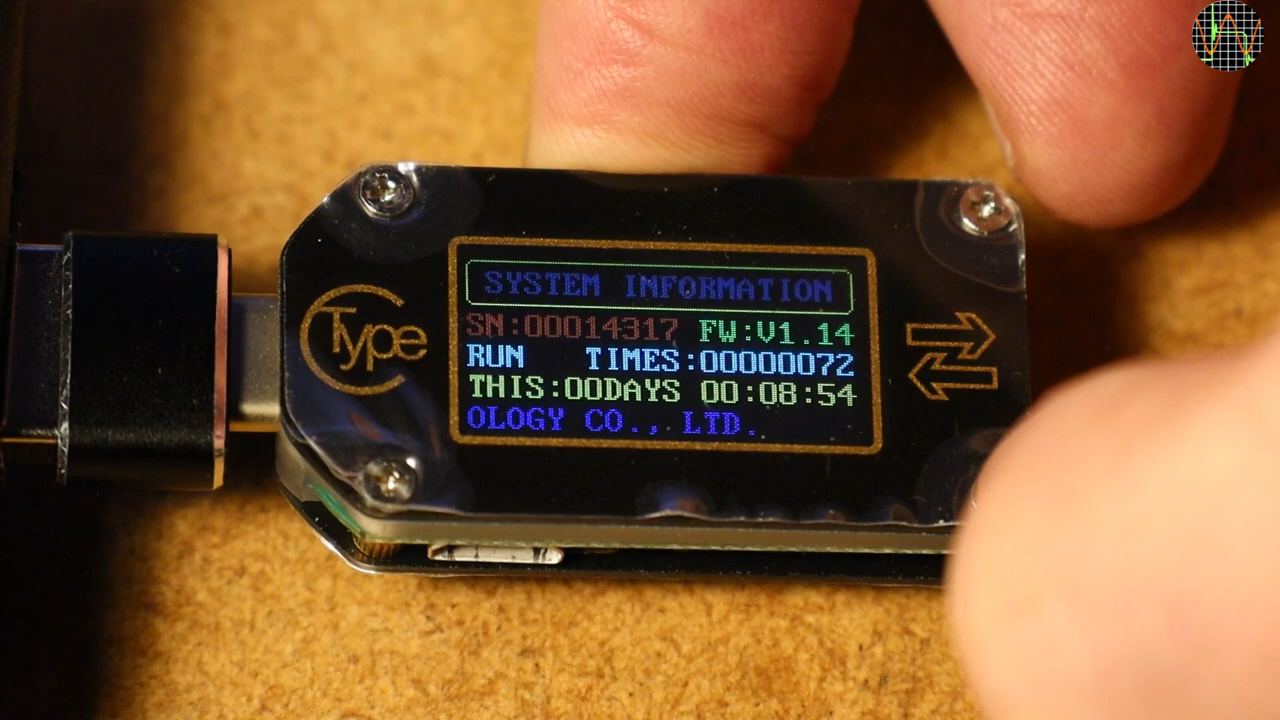 Type
SYSTEM INFORMATION
SN:00014317 FW:V1.14
RUN TIMES:00000072
THIS:00DAYS 00:08:54
OLOGY CO., LTD.